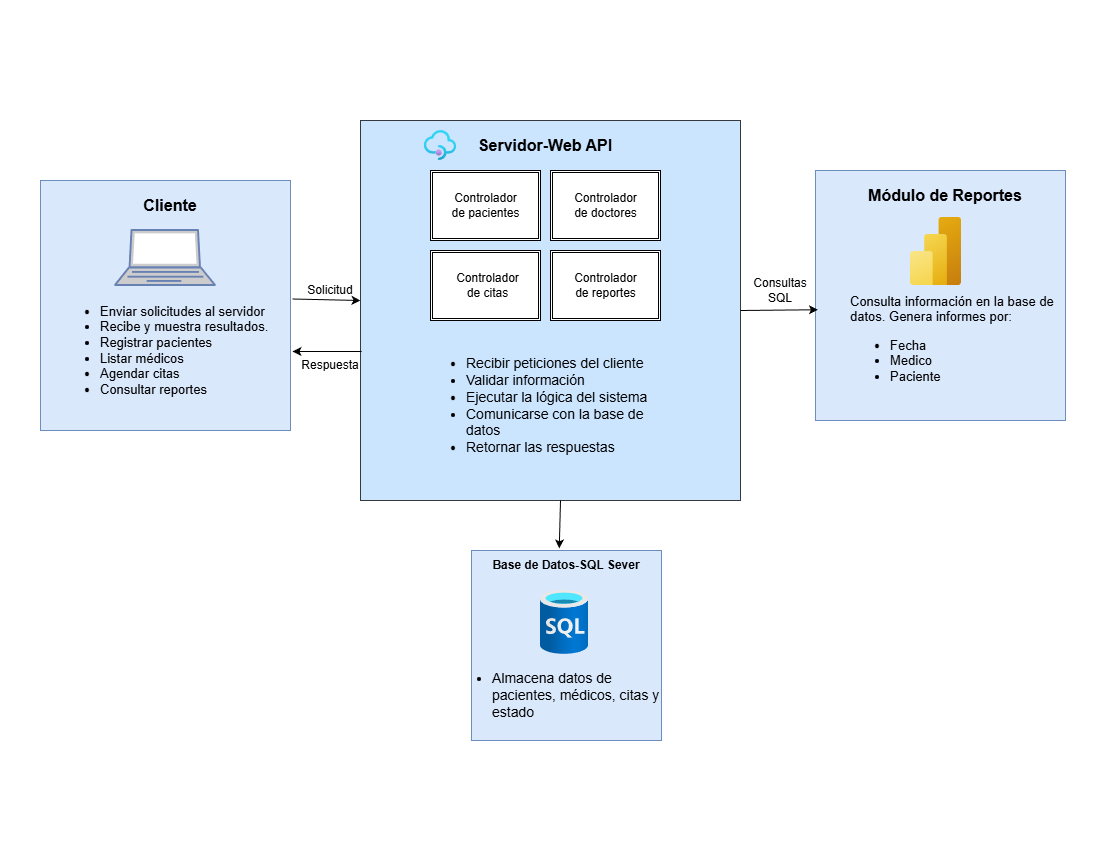 Cliente
Enviar solicitudes al servidor
Recibe y muestra resultados.
Registrar pacientes
Listar médicos
Agendar citas
Consultar reportes
Solicitud
Respuesta
Servidor-Web API
Controlador
de pacientes
Controlador
de doctores
Controlador
de citas
Controlador
de reportes
Recibir peticiones del cliente
Validar información
Ejecutar la lógica del sistema
Comunicarse con la base de
datos
Retornar las respuestas
Consultas
SQL
Módulo de Reportes
Consulta información en la base de
datos. Genera informes por:
Fecha
Medico
Paciente
Base de Datos-SQL Sever
SQL
Almacena datos de
pacientes, médicos, citas y
estado